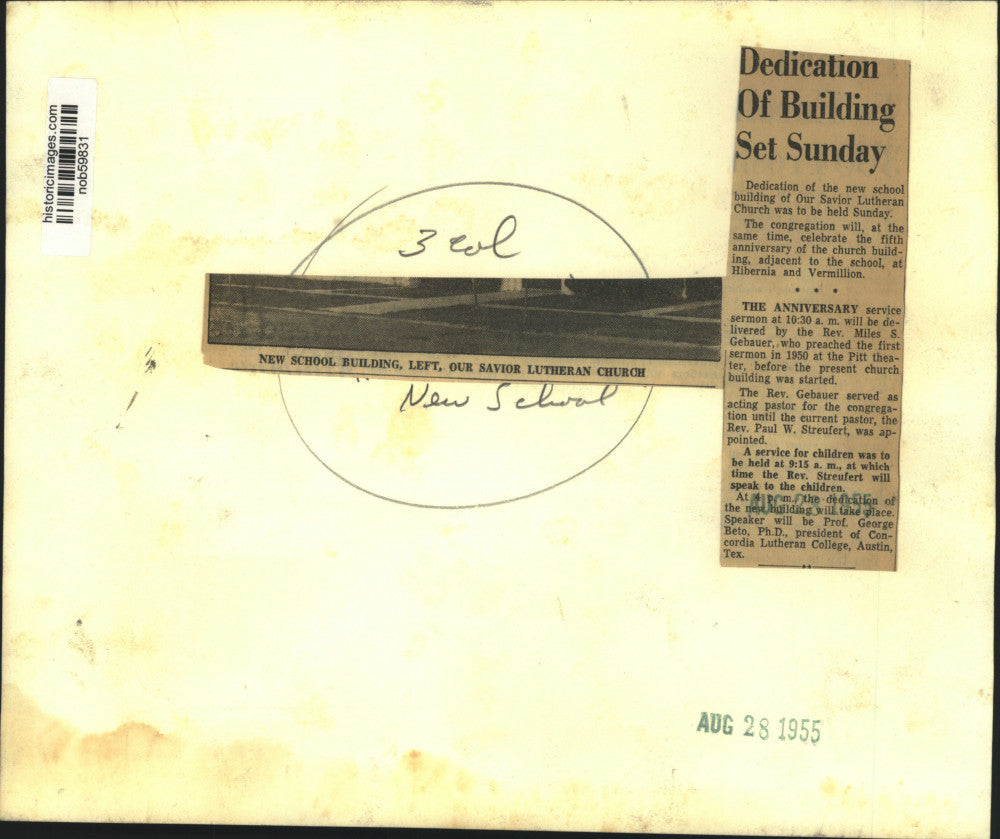 historicimages.com
nob59831
3 col
NEW SCHOOL BUILDING, LEFT, OUR SAVIOR LUTHERAN CHURCH
New School
Dedication
Of Building
Set Sunday
Dedication of the new school
building of Our Savior Lutheran
Church was to be held Sunday.
The congregation will, at the
same time, celebrate the fifth
anniversary of the church build-
ing, adjacent to the school, at
Hibernia and Vermillion.
* * *
THE ANNIVERSARY service
sermon at 10:30 a. m. will be de-
livered by the Rev. Miles S.
Gebauer, who preached the first
sermon in 1950 at the Pitt thea-
ter, before the present church
building was started.
The Rev. Gebauer served as
acting pastor for the congrega-
tion until the current pastor, the
Rev. Paul W. Streufert, was ap-
pointed.
A service for children was to
be held at 9:15 a. m., at which
time the Rev. Streufert will
speak to the children.
At 4 p. m., the dedication of
the new building will take place.
Speaker will be Prof. George
Beto, Ph.D., president of Con-
cordia Lutheran College, Austin,
Tex.
AUG 28 1955
AUG 28 1955